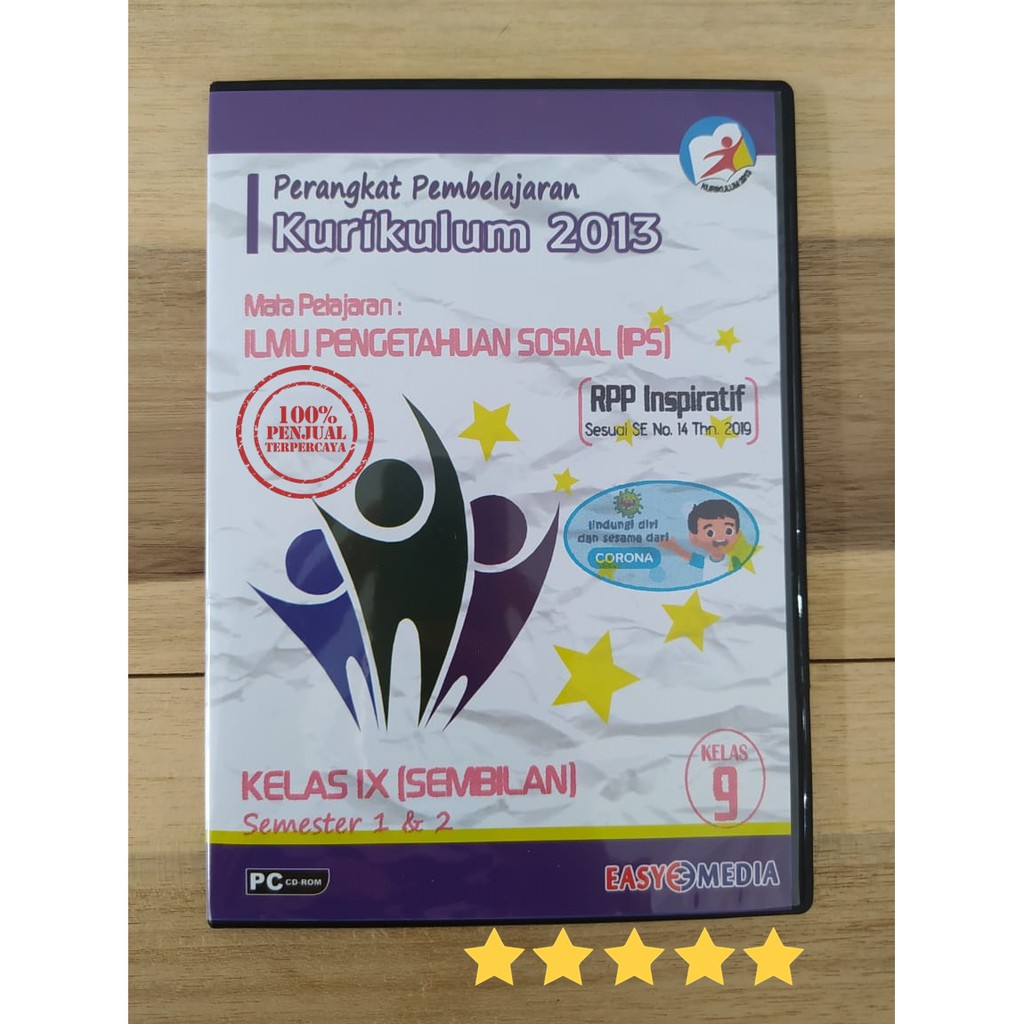 KURIKULUM 2013
Perangkat Pembelajaran
Kurikulum 2013
Mata Pelajaran :
ILMU PENGETAHUAN SOSIAL (IPS)
100%
PENJUAL
TERPERCAYA
RPP Inspiratif
Sesuai SE No. 14 Thn. 2019
lindungi diri
dan sesama dari
CORONA
KELAS IX (SEMBILAN)
Semester 1 & 2
KELAS
9
PC CD-ROM
EASY MEDIA